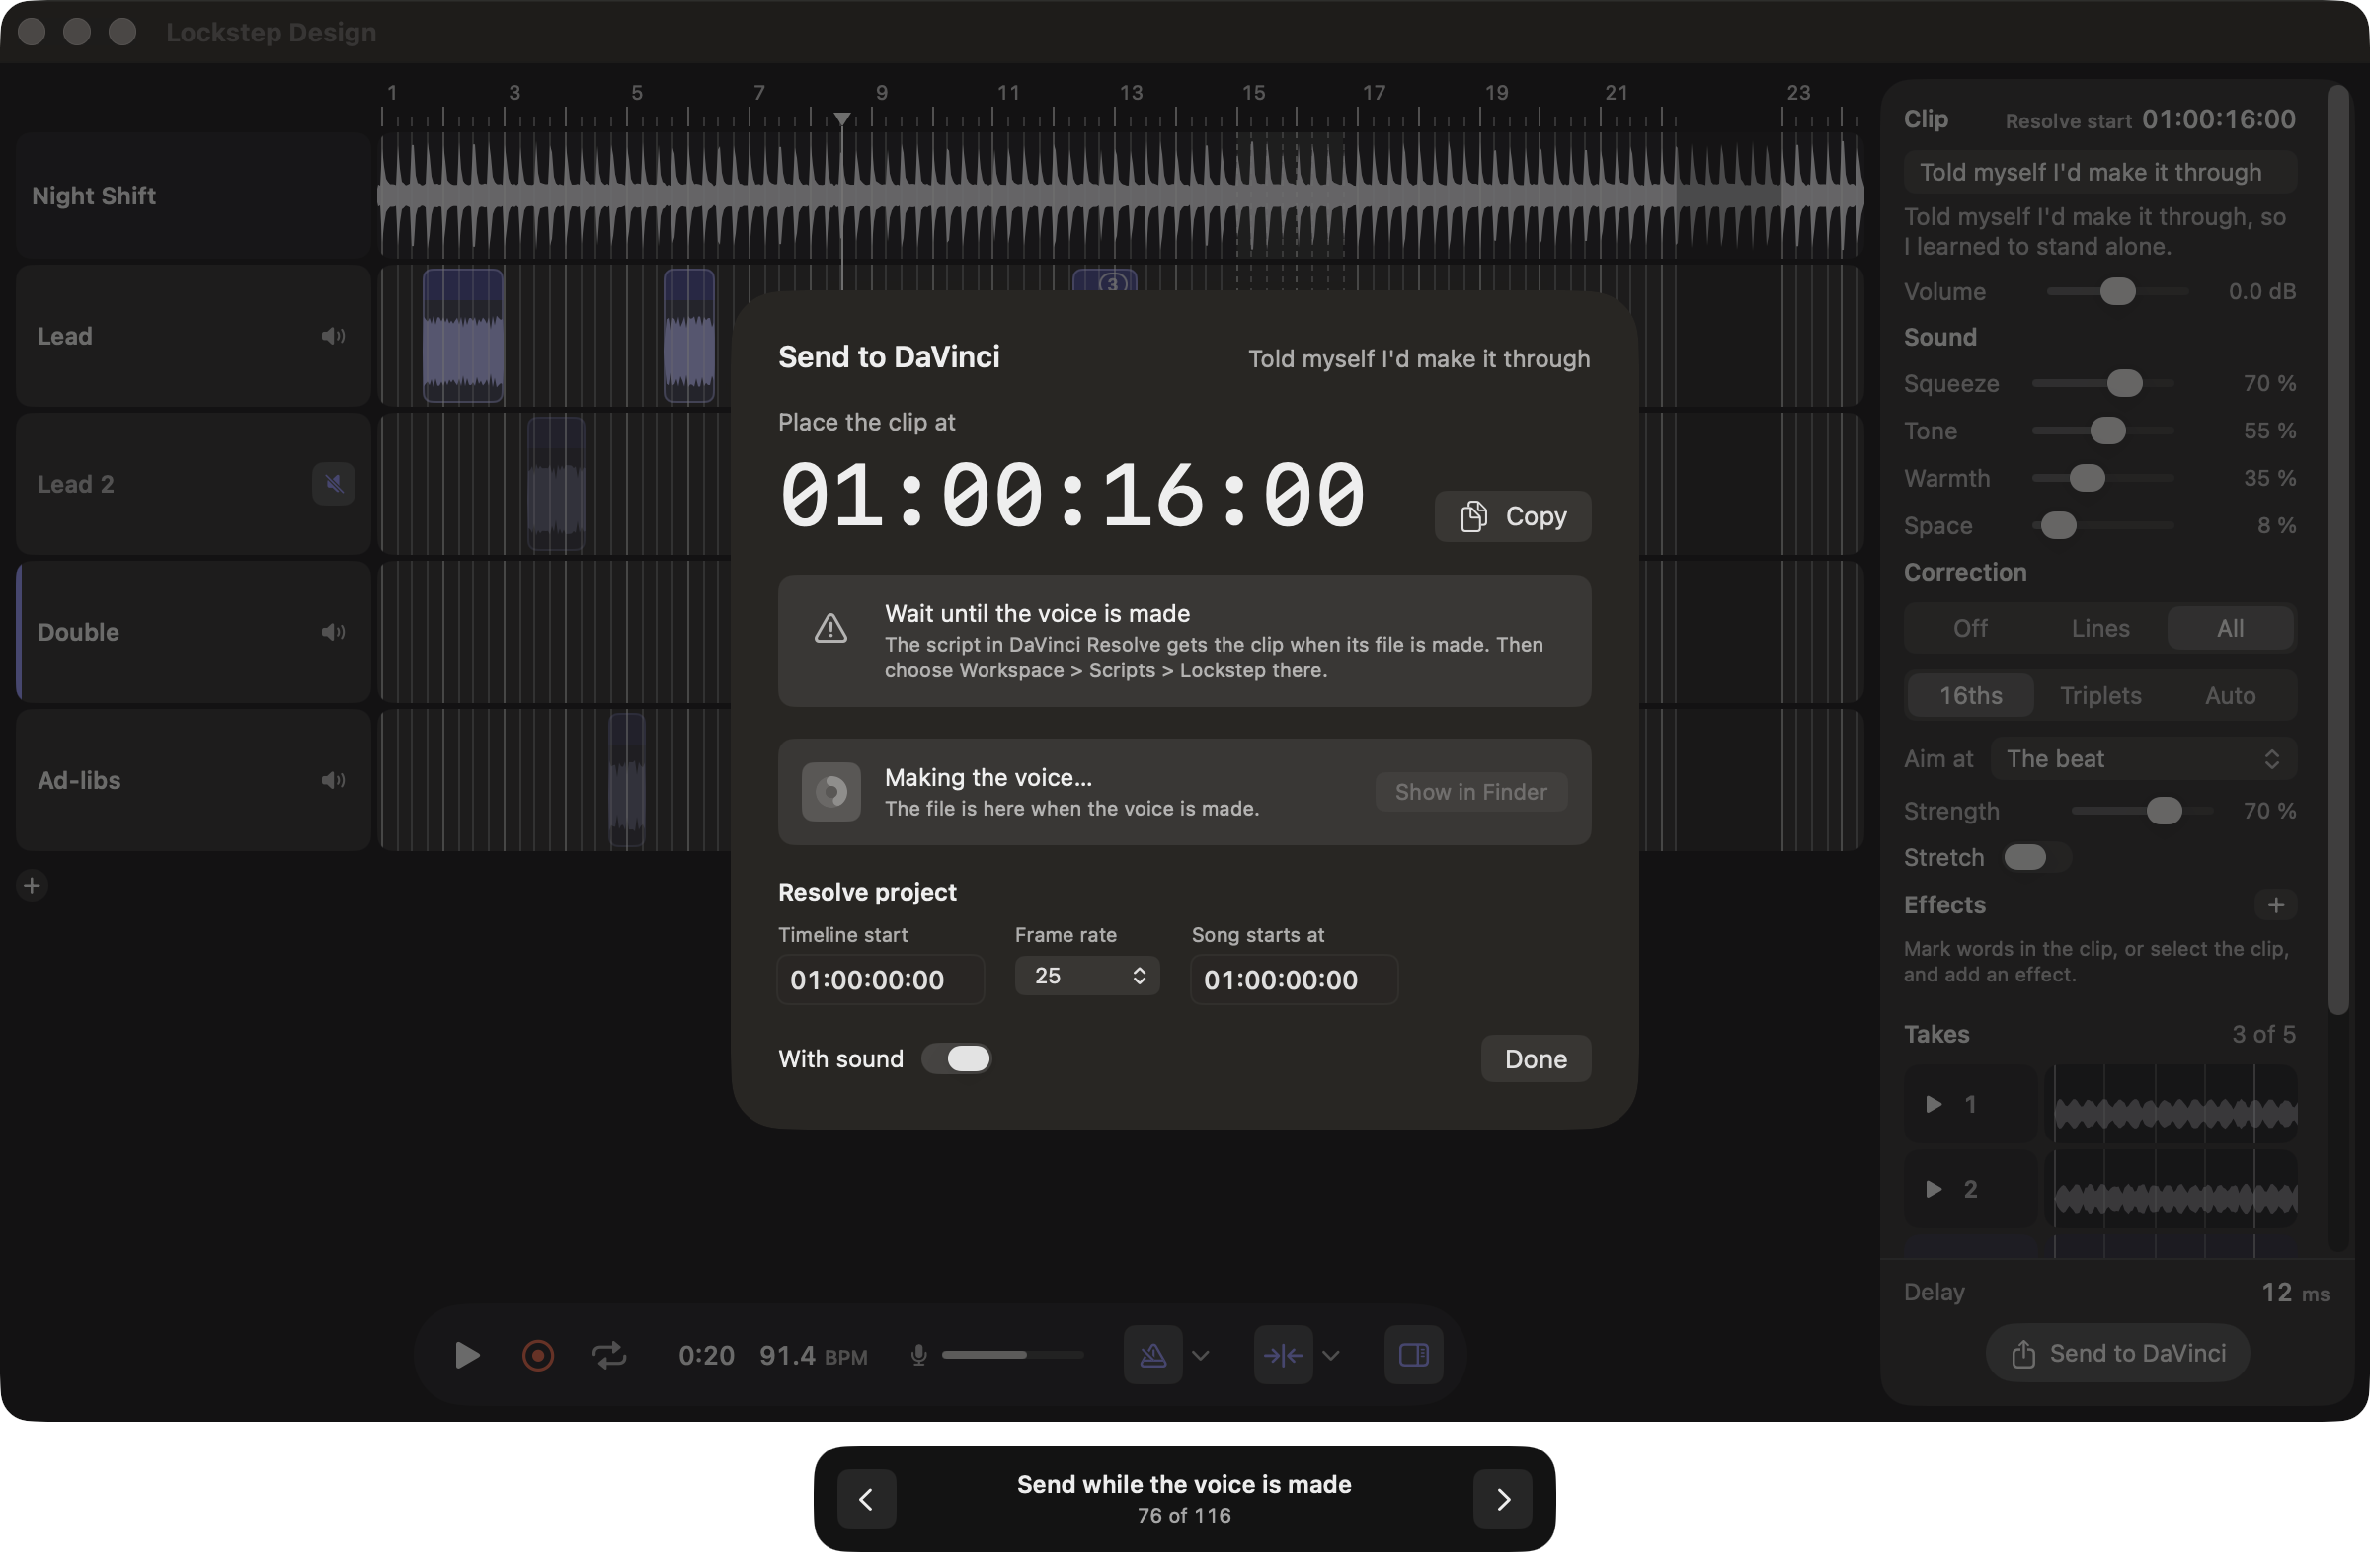 Lockstep Design
1 3 5 7 9 11 13 15 17 19 21 23
Night Shift
Lead
3
Lead 2
Double
Ad-libs
Send to DaVinci
Told myself I'd make it through
Place the clip at
01:00:16:00
Copy
Wait until the voice is made
The script in DaVinci Resolve gets the clip when its file is made. Then
choose Workspace > Scripts > Lockstep there.
Making the voice...
The file is here when the voice is made.
Show in Finder
Resolve project
Timeline start Frame rate Song starts at
01:00:00:00 25 01:00:00:00
With sound
Done
Clip Resolve start 01:00:16:00
Told myself I'd make it through
Told myself I'd make it through, so
I learned to stand alone.
Volume 0.0 dB
Sound
Squeeze 70 %
Tone 55 %
Warmth 35 %
Space 8 %
Correction
Off Lines All
16ths Triplets Auto
Aim at The beat
Strength 70 %
Stretch
Effects
Mark words in the clip, or select the clip,
and add an effect.
Takes 3 of 5
1
2
Delay 12 ms
Send to DaVinci
0:20 91.4 BPM
Send while the voice is made
76 of 116